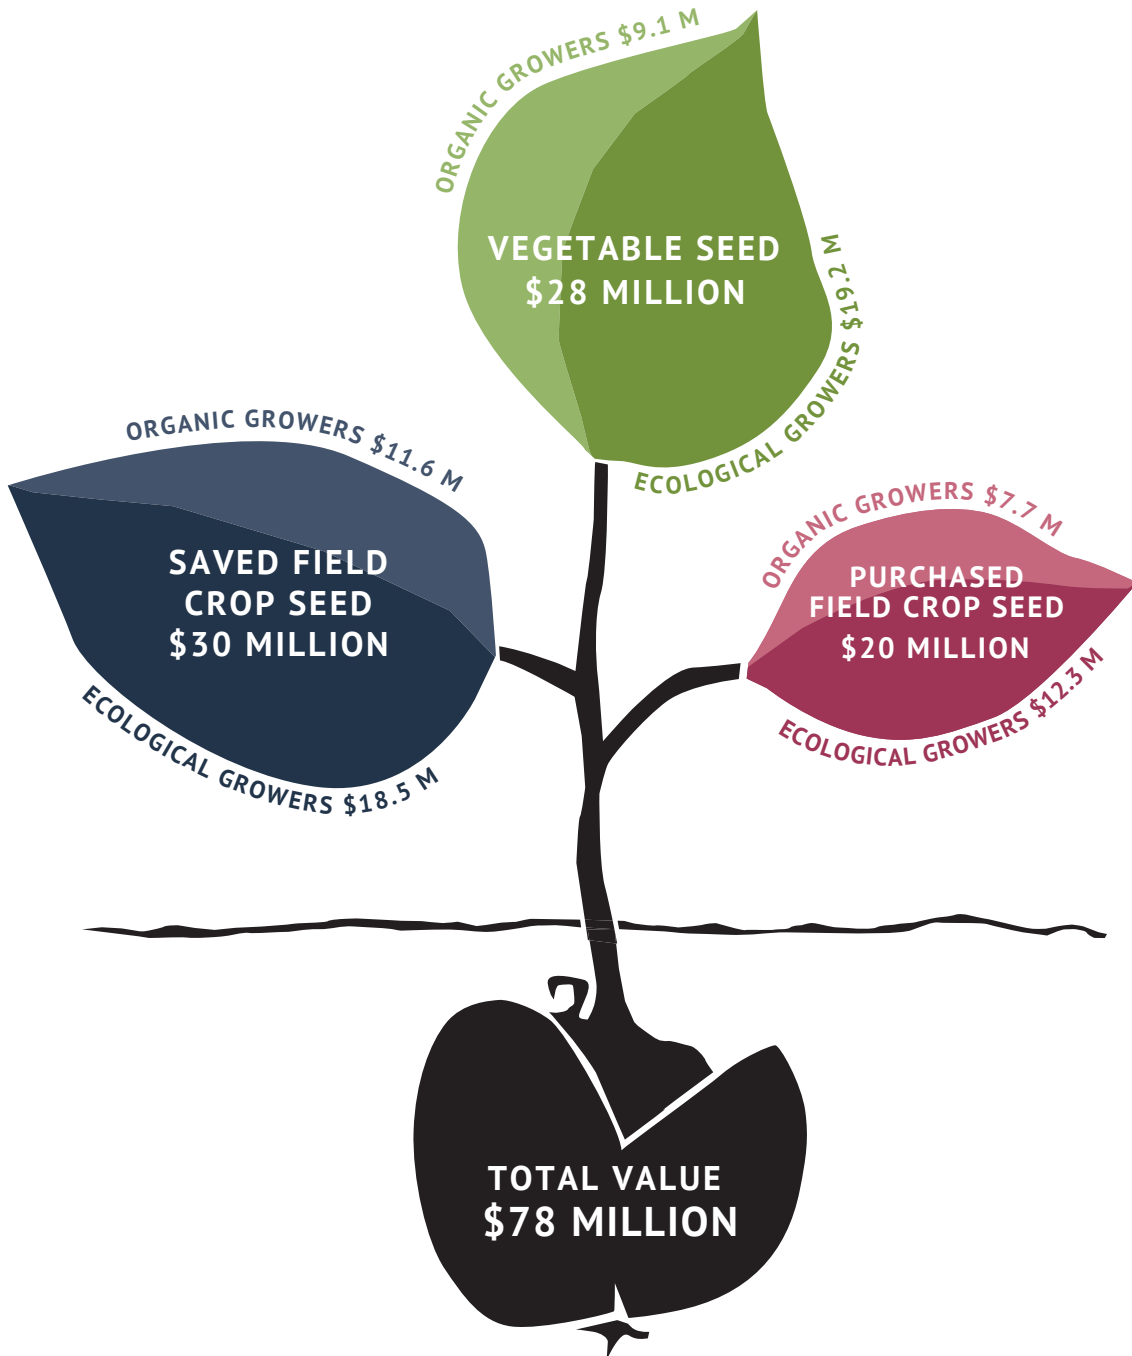 ORGANIC GROWERS $9.1 M
VEGETABLE SEED
$28 MILLION
ECOLOGICAL GROWERS $19.2 M
ORGANIC GROWERS $11.6 M
SAVED FIELD
CROP SEED
$30 MILLION
ECOLOGICAL GROWERS $18.5 M
ORGANIC GROWERS $7.7 M
PURCHASED
FIELD CROP SEED
$20 MILLION
ECOLOGICAL GROWERS $12.3 M
TOTAL VALUE
$78 MILLION